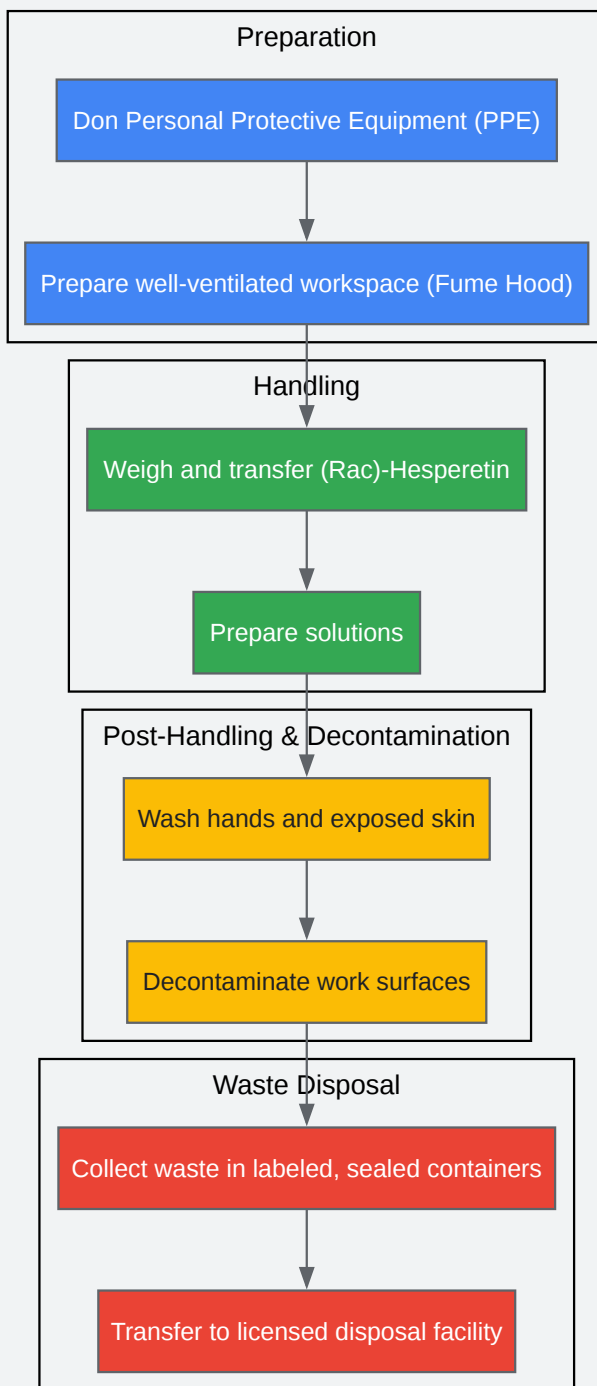 Preparation
Don Personal Protective Equipment (PPE)
Prepare well-ventilated workspace (Fume Hood)
Handling
Weigh and transfer (Rac)-Hesperetin
Prepare solutions
Post-Handling & Decontamination
Wash hands and exposed skin
Decontaminate work surfaces
Waste Disposal
Collect waste in labeled, sealed containers
Transfer to licensed disposal facility